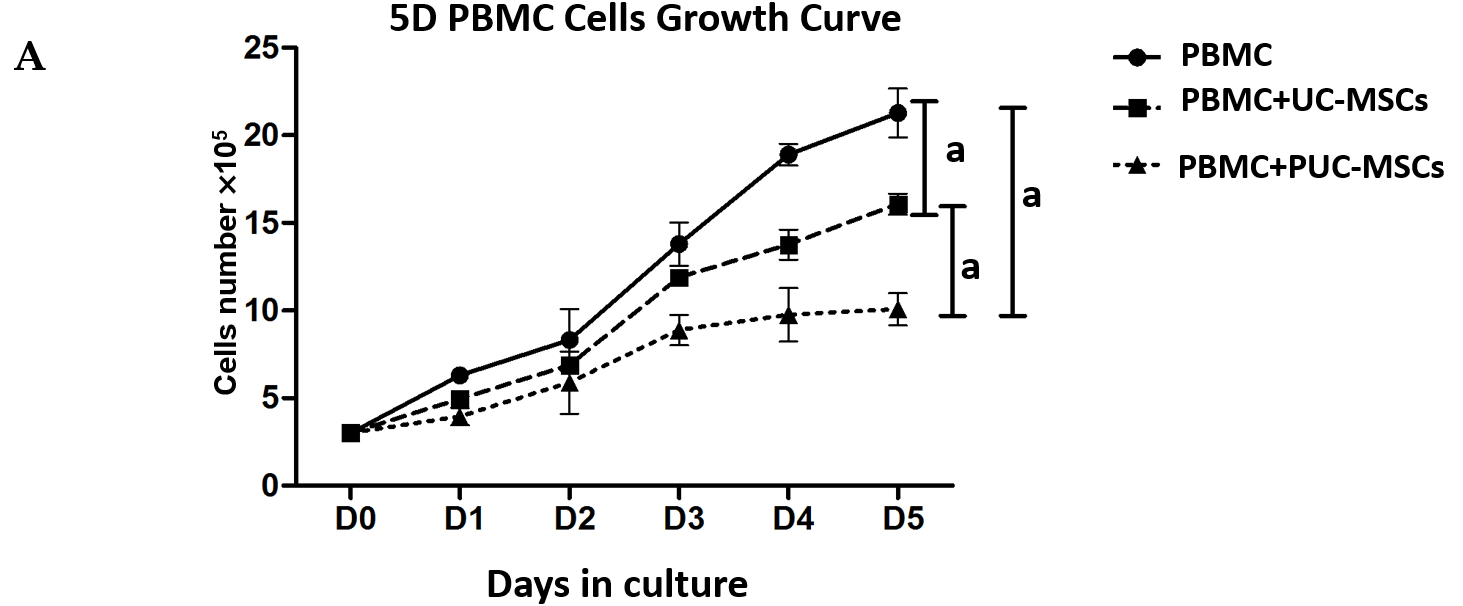 5D PBMC Cells Growth Curve
A
25
20
15
10
5
0
Cells number ×10⁵
D0 D1 D2 D3 D4 D5
Days in culture
PBMC
PBMC+UC-MSCs
PBMC+PUC-MSCs
a
a
a